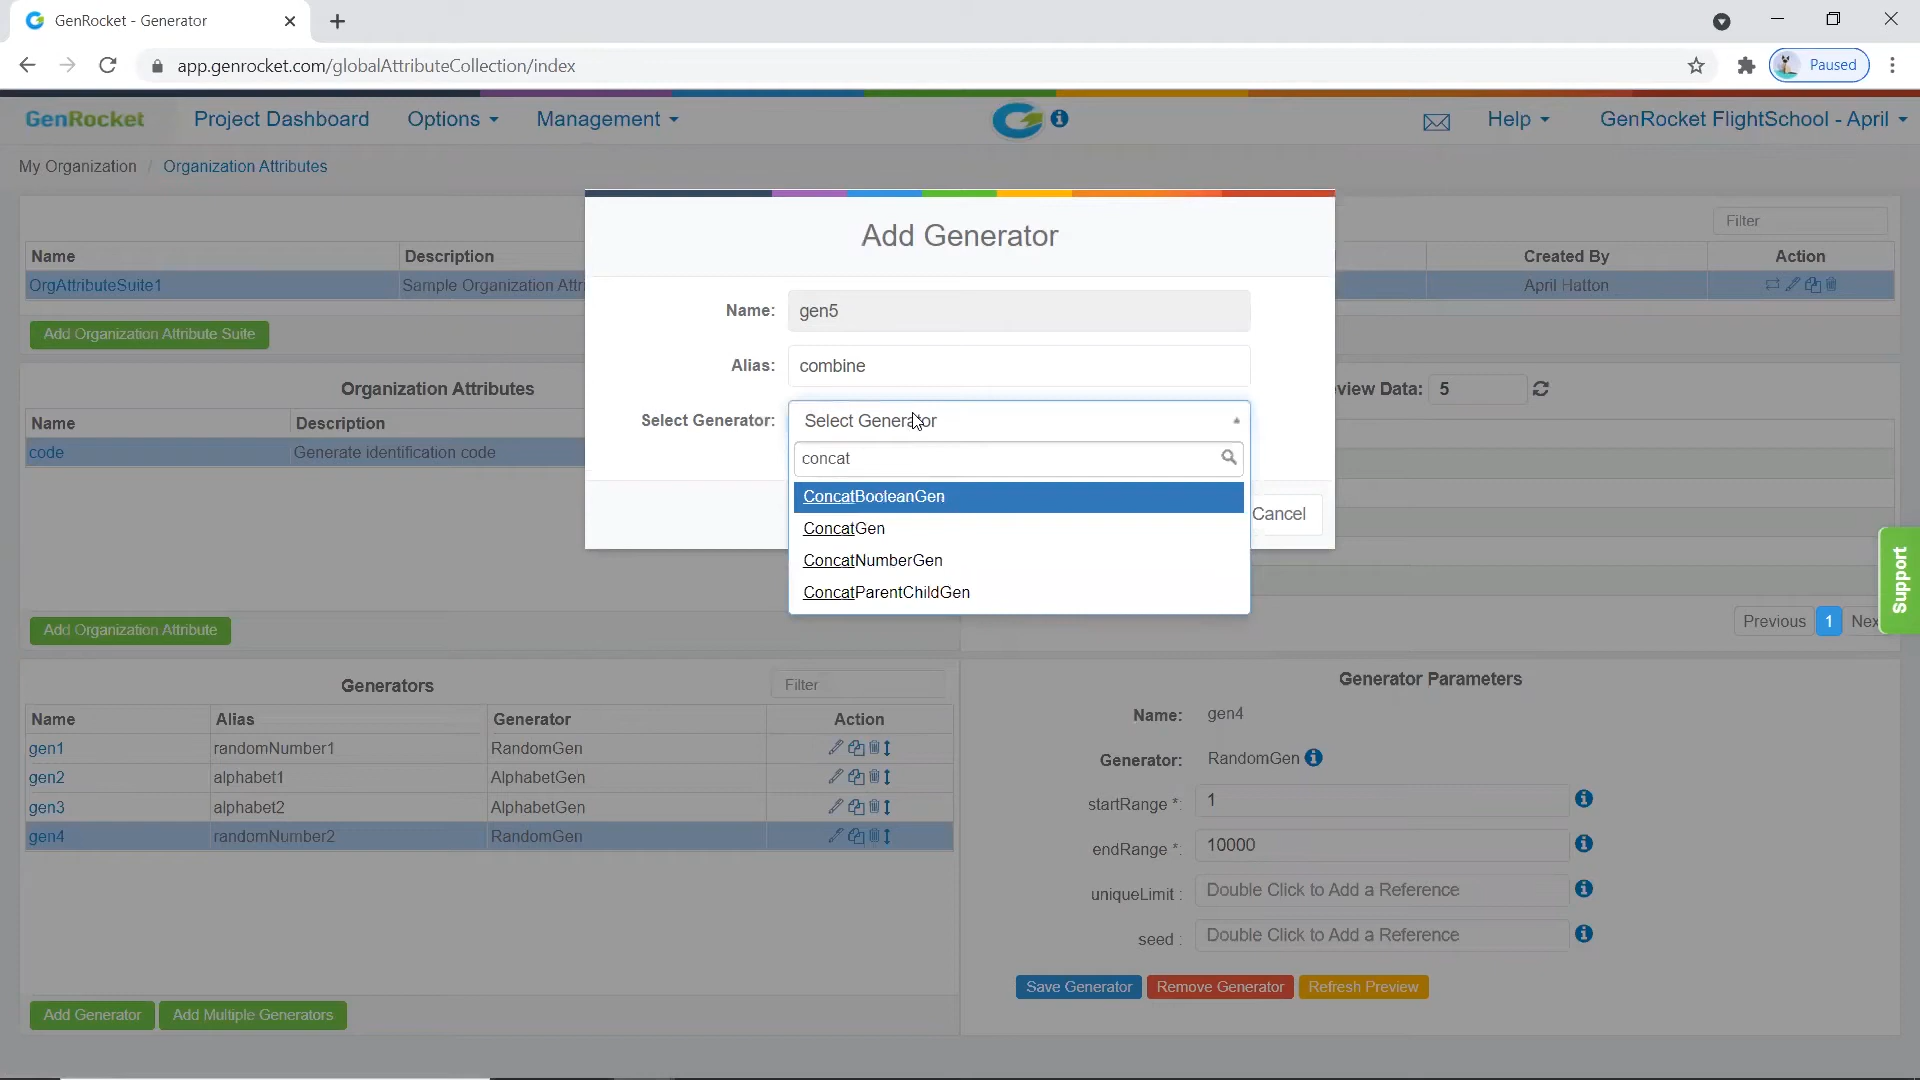 GenRocket - Generator
app.genrocket.com/globalAttributeCollection/index
Paused
GenRocket
Project Dashboard
Options
Management
Help
GenRocket FlightSchool - April
My Organization / Organization Attributes
Add Generator
Filter
Name Description Created By Action
OrgAttributeSuite1 Sample Organization Attri April Hatton
Add Organization Attribute Suite
Name: gen5
Alias: combine
Select Generator: Select Generator
concat
ConcatBooleanGen
ConcatGen
ConcatNumberGen
ConcatParentChildGen
Cancel
Organization Attributes
view Data: 5
Name Description
code Generate identification code
Support
Add Organization Attribute
Previous 1 Nex
Generators
Filter
Name Alias Generator Action
gen1 randomNumber1 RandomGen
gen2 alphabet1 AlphabetGen
gen3 alphabet2 AlphabetGen
gen4 randomNumber2 RandomGen
Add Generator Add Multiple Generators
Generator Parameters
Name: gen4
Generator: RandomGen
startRange *: 1
endRange *: 10000
uniqueLimit : Double Click to Add a Reference
seed : Double Click to Add a Reference
Save Generator Remove Generator Refresh Preview